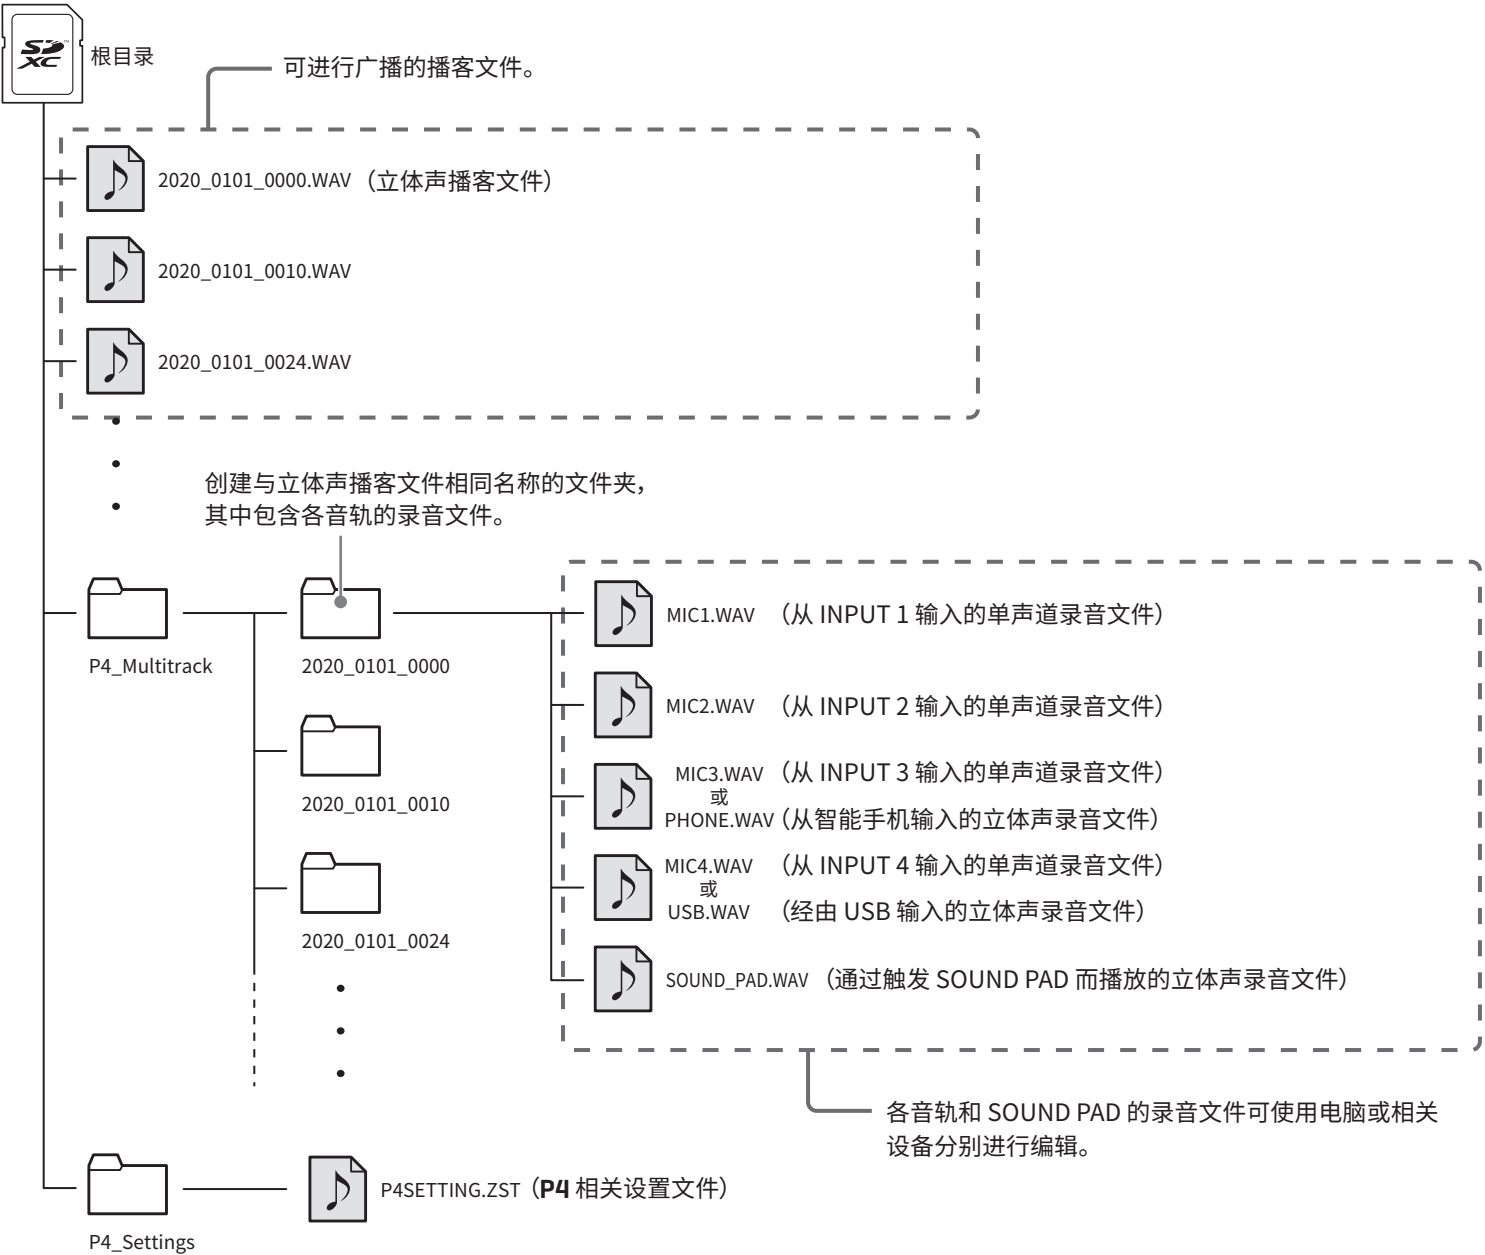 SD
XC
根目录
可进行广播的播客文件。
2020_0101_0000.WAV（立体声播客文件）
2020_0101_0010.WAV
2020_0101_0024.WAV
创建与立体声播客文件相同名称的文件夹，
其中包含各音轨的录音文件。
P4_Multitrack
2020_0101_0000
2020_0101_0010
2020_0101_0024
MIC1.WAV （从 INPUT 1 输入的单声道录音文件）
MIC2.WAV （从 INPUT 2 输入的单声道录音文件）
MIC3.WAV （从 INPUT 3 输入的单声道录音文件）
或
PHONE.WAV（从智能手机输入的立体声录音文件）
MIC4.WAV （从 INPUT 4 输入的单声道录音文件）
或
USB.WAV （经由 USB 输入的立体声录音文件）
SOUND_PAD.WAV （通过触发 SOUND PAD 而播放的立体声录音文件）
各音轨和 SOUND PAD 的录音文件可使用电脑或相关
设备分别进行编辑。
P4_Settings
P4SETTING.ZST（P4 相关设置文件）